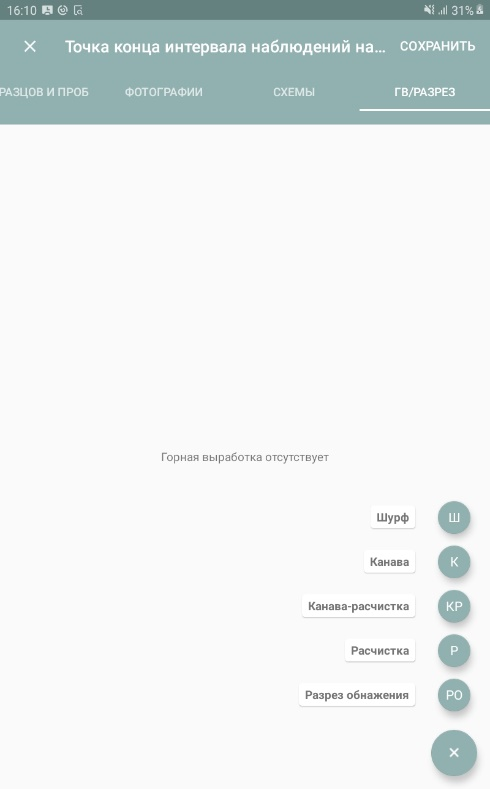 16:10 31%
Точка конца интервала наблюдений на... СОХРАНИТЬ
РАЗЦОВ И ПРОБ ФОТОГРАФИИ СХЕМЫ ГВ/РАЗРЕЗ
Горная выработка отсутствует
Шурф Ш
Канава К
Канава-расчистка КР
Расчистка Р
Разрез обнажения РО